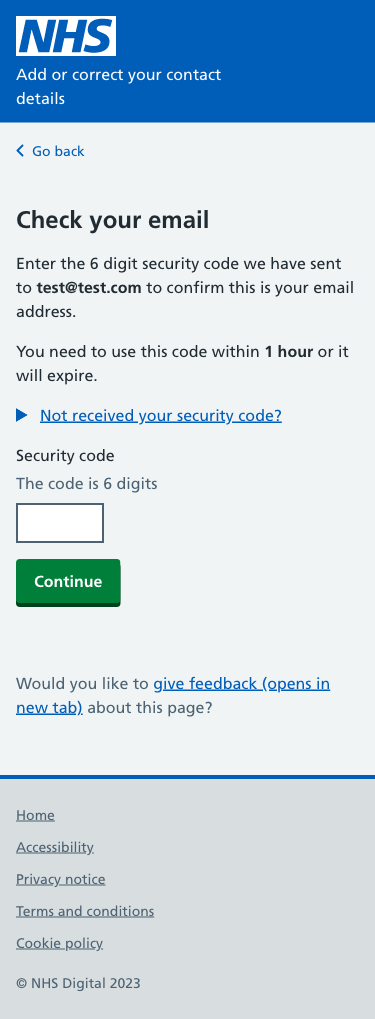 NHS
Add or correct your contact
details
Go back
Check your email
Enter the 6 digit security code we have sent
to test@test.com to confirm this is your email
address.
You need to use this code within 1 hour or it
will expire.
Not received your security code?
Security code
The code is 6 digits
Continue
Would you like to give feedback (opens in
new tab) about this page?
Home
Accessibility
Privacy notice
Terms and conditions
Cookie policy
© NHS Digital 2023